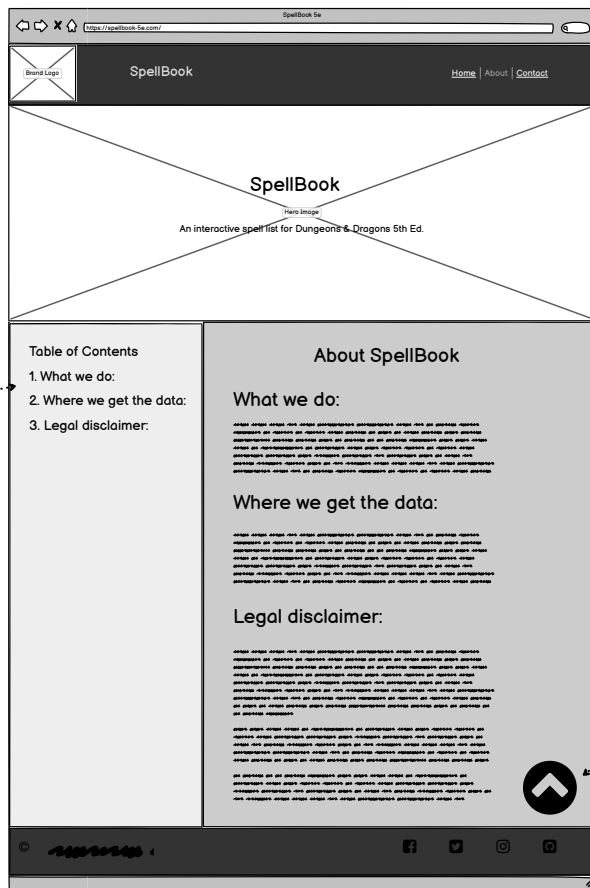 SpellBook 5e
https://spellbook-5e.com/
Brand Logo
SpellBook
Home | About | Contact
SpellBook
Hero Image
An interactive spell list for Dungeons & Dragons 5th Ed.
Table of Contents
1. What we do:
2. Where we get the data:
3. Legal disclaimer:
About SpellBook
What we do:
Where we get the data:
Legal disclaimer:
©